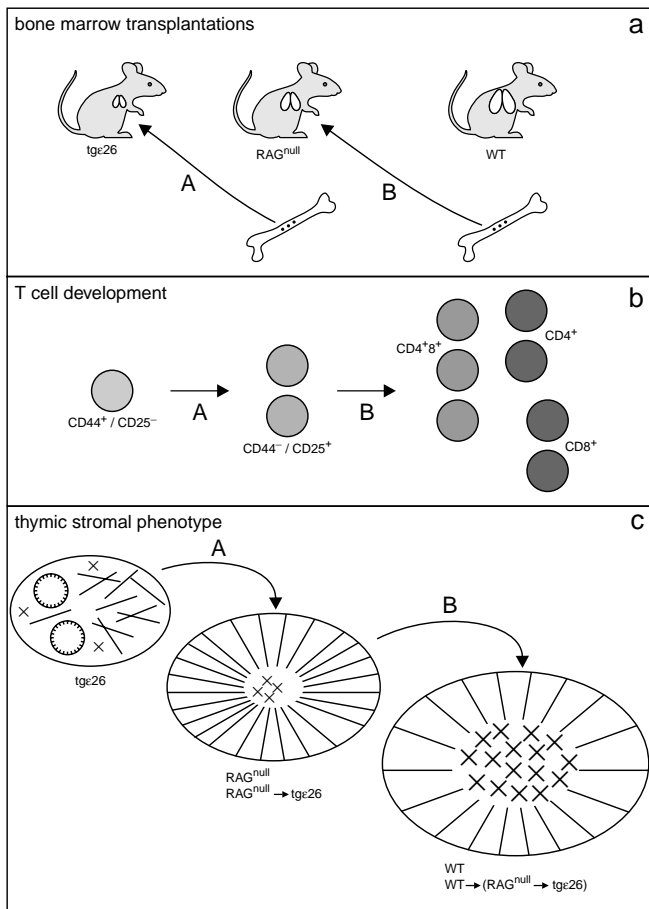 bone marrow transplantations
a
tgε26
RAGnull
WT
A
B
T cell development
b
CD44+ / CD25–
A
CD44– / CD25+
B
CD4+8+
CD4+
CD8+
thymic stromal phenotype
c
A
B
tgε26
RAGnull
RAGnull → tgε26
WT
WT → (RAGnull → tgε26)